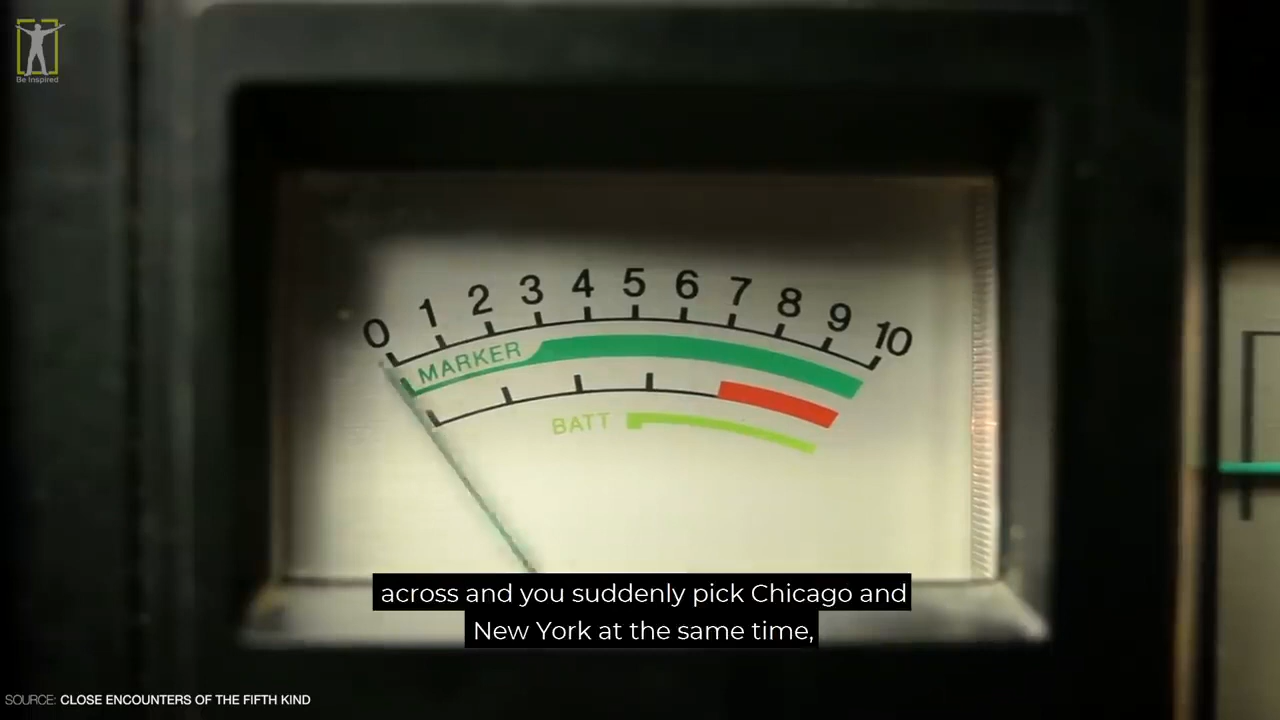 Be Inspired
0 1 2 3 4 5 6 7 8 9 10
MARKER
BATT
across and you suddenly pick Chicago and
New York at the same time,
SOURCE: CLOSE ENCOUNTERS OF THE FIFTH KIND